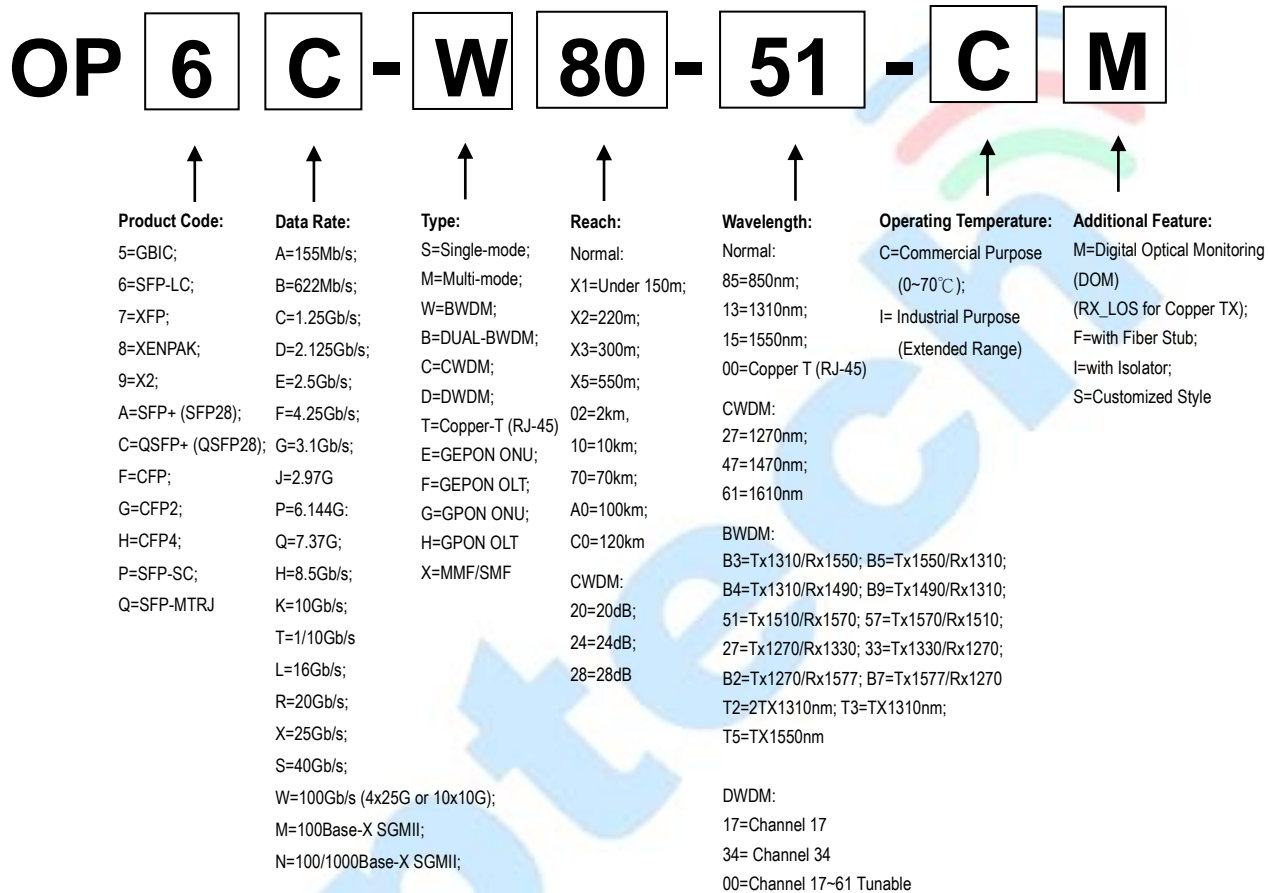 OP 6 C - W 80 - 51 - C M
Product Code:
5=GBIC;
6=SFP-LC;
7=XFP;
8=XENPAK;
9=X2;
A=SFP+ (SFP28);
C=QSFP+ (QSFP28);
F=CFP;
G=CFP2;
H=CFP4;
P=SFP-SC;
Q=SFP-MTRJ
Data Rate:
A=155Mb/s;
B=622Mb/s;
C=1.25Gb/s;
D=2.125Gb/s;
E=2.5Gb/s;
F=4.25Gb/s;
G=3.1Gb/s;
J=2.97G
P=6.144G:
Q=7.37G;
H=8.5Gb/s;
K=10Gb/s;
T=1/10Gb/s
L=16Gb/s;
R=20Gb/s;
X=25Gb/s;
S=40Gb/s;
W=100Gb/s (4x25G or 10x10G);
M=100Base-X SGMII;
N=100/1000Base-X SGMII;
Type:
S=Single-mode;
M=Multi-mode;
W=BWDM;
B=DUAL-BWDM;
C=CWDM;
D=DWDM;
T=Copper-T (RJ-45)
E=GEPON ONU;
F=GEPON OLT;
G=GPON ONU;
H=GPON OLT
X=MMF/SMF
Reach:
Normal:
X1=Under 150m;
X2=220m;
X3=300m;
X5=550m;
02=2km,
10=10km;
70=70km;
A0=100km;
C0=120km
CWDM:
20=20dB;
24=24dB;
28=28dB
Wavelength:
Normal:
85=850nm;
13=1310nm;
15=1550nm;
00=Copper T (RJ-45)
CWDM:
27=1270nm;
47=1470nm;
61=1610nm
BWDM:
B3=Tx1310/Rx1550; B5=Tx1550/Rx1310;
B4=Tx1310/Rx1490; B9=Tx1490/Rx1310;
51=Tx1510/Rx1570; 57=Tx1570/Rx1510;
27=Tx1270/Rx1330; 33=Tx1330/Rx1270;
B2=Tx1270/Rx1577; B7=Tx1577/Rx1270
T2=2TX1310nm; T3=TX1310nm;
T5=TX1550nm
DWDM:
17=Channel 17
34= Channel 34
00=Channel 17~61 Tunable
Operating Temperature:
C=Commercial Purpose
(0~70℃);
I= Industrial Purpose
(Extended Range)
Additional Feature:
M=Digital Optical Monitoring
(DOM)
(RX_LOS for Copper TX);
F=with Fiber Stub;
I=with Isolator;
S=Customized Style